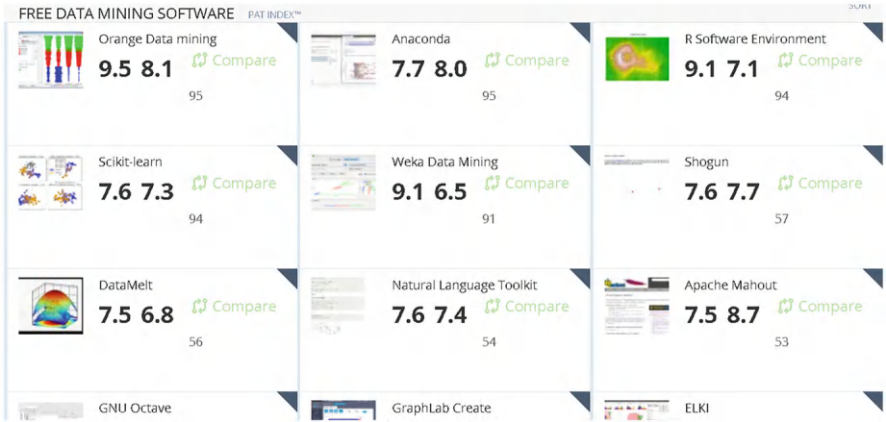 FREE DATA MINING SOFTWARE PAT INDEX™
SORT
Orange Data mining
9.5 8.1 Compare
95
Anaconda
7.7 8.0 Compare
95
R Software Environment
9.1 7.1 Compare
94
Scikit-learn
7.6 7.3 Compare
94
Weka Data Mining
9.1 6.5 Compare
91
Shogun
7.6 7.7 Compare
57
DataMelt
7.5 6.8 Compare
56
Natural Language Toolkit
7.6 7.4 Compare
54
Apache Mahout
7.5 8.7 Compare
53
GNU Octave
GraphLab Create
ELKI